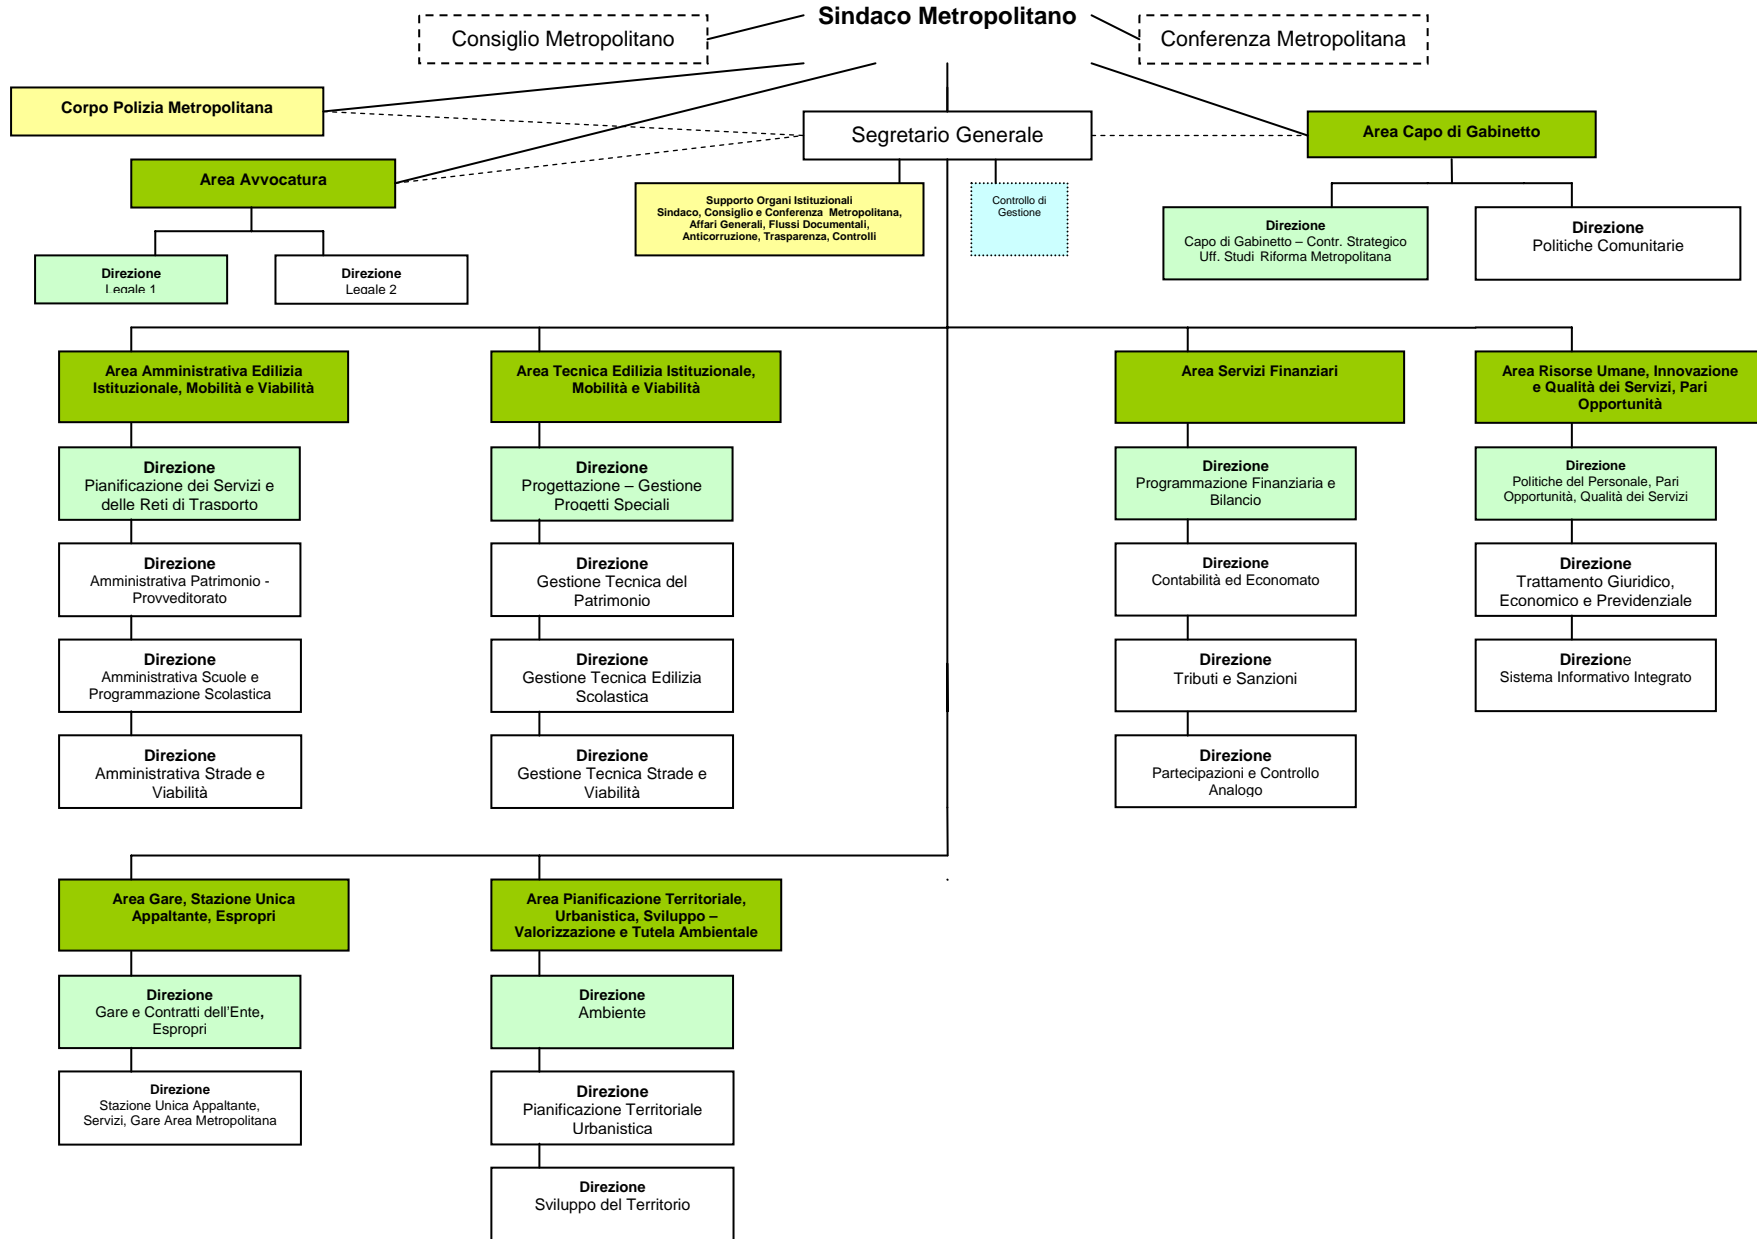 Sindaco Metropolitano
Consiglio Metropolitano
Conferenza Metropolitana
Corpo Polizia Metropolitana
Segretario Generale
Area Capo di Gabinetto
Area Avvocatura
Supporto Organi Istituzionali
Sindaco, Consiglio e Conferenza Metropolitana,
Affari Generali, Flussi Documentali,
Anticorruzione, Trasparenza, Controlli
Controllo di
Gestione
Direzione
Capo di Gabinetto – Contr. Strategico
Uff. Studi Riforma Metropolitana
Direzione
Politiche Comunitarie
Direzione
Legale 1
Direzione
Legale 2
Area Amministrativa Edilizia
Istituzionale, Mobilità e Viabilità
Area Tecnica Edilizia Istituzionale,
Mobilità e Viabilità
Area Servizi Finanziari
Area Risorse Umane, Innovazione
e Qualità dei Servizi, Pari
Opportunità
Direzione
Pianificazione dei Servizi e
delle Reti di Trasporto
Direzione
Progettazione – Gestione
Progetti Speciali
Direzione
Programmazione Finanziaria e
Bilancio
Direzione
Politiche del Personale, Pari
Opportunità, Qualità dei Servizi
Direzione
Amministrativa Patrimonio -
Provveditorato
Direzione
Gestione Tecnica del
Patrimonio
Direzione
Contabilità ed Economato
Direzione
Trattamento Giuridico,
Economico e Previdenziale
Direzione
Amministrativa Scuole e
Programmazione Scolastica
Direzione
Gestione Tecnica Edilizia
Scolastica
Direzione
Tributi e Sanzioni
Direzione
Sistema Informativo Integrato
Direzione
Amministrativa Strade e
Viabilità
Direzione
Gestione Tecnica Strade e
Viabilità
Direzione
Partecipazioni e Controllo
Analogo
Area Gare, Stazione Unica
Appaltante, Espropri
Area Pianificazione Territoriale,
Urbanistica, Sviluppo –
Valorizzazione e Tutela Ambientale
Direzione
Gare e Contratti dell'Ente,
Espropri
Direzione
Ambiente
Direzione
Stazione Unica Appaltante,
Servizi, Gare Area Metropolitana
Direzione
Pianificazione Territoriale
Urbanistica
Direzione
Sviluppo del Territorio